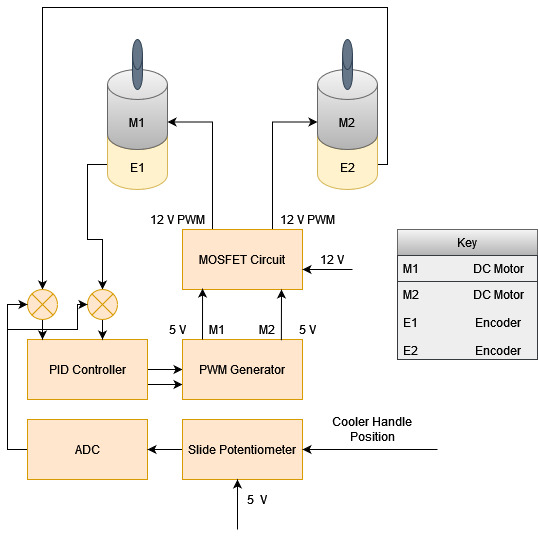 M1
M2
E1
E2
12 V PWM
12 V PWM
MOSFET Circuit
12 V
Key
M1 DC Motor
M2 DC Motor
E1 Encoder
E2 Encoder
5 V M1 M2 5 V
PID Controller
PWM Generator
Cooler Handle
Position
ADC
Slide Potentiometer
5 V